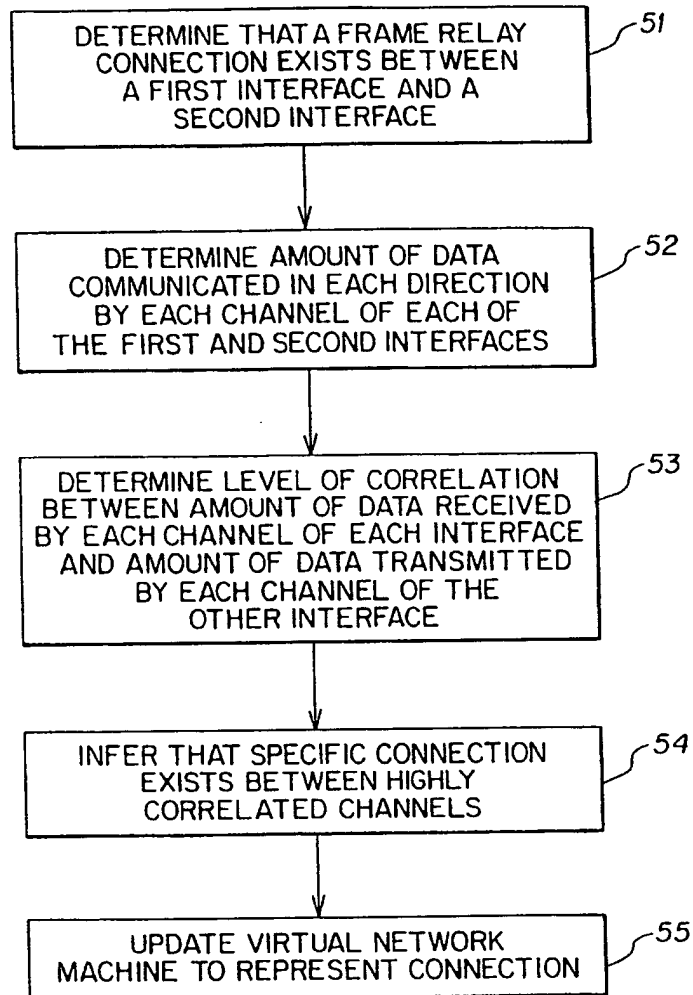 DETERMINE THAT A FRAME RELAY
CONNECTION EXISTS BETWEEN
A FIRST INTERFACE AND A
SECOND INTERFACE
51
DETERMINE AMOUNT OF DATA
COMMUNICATED IN EACH DIRECTION
BY EACH CHANNEL OF EACH OF
THE FIRST AND SECOND INTERFACES
52
DETERMINE LEVEL OF CORRELATION
BETWEEN AMOUNT OF DATA RECEIVED
BY EACH CHANNEL OF EACH INTERFACE
AND AMOUNT OF DATA TRANSMITTED
BY EACH CHANNEL OF THE
OTHER INTERFACE
53
INFER THAT SPECIFIC CONNECTION
EXISTS BETWEEN HIGHLY
CORRELATED CHANNELS
54
UPDATE VIRTUAL NETWORK
MACHINE TO REPRESENT CONNECTION
55